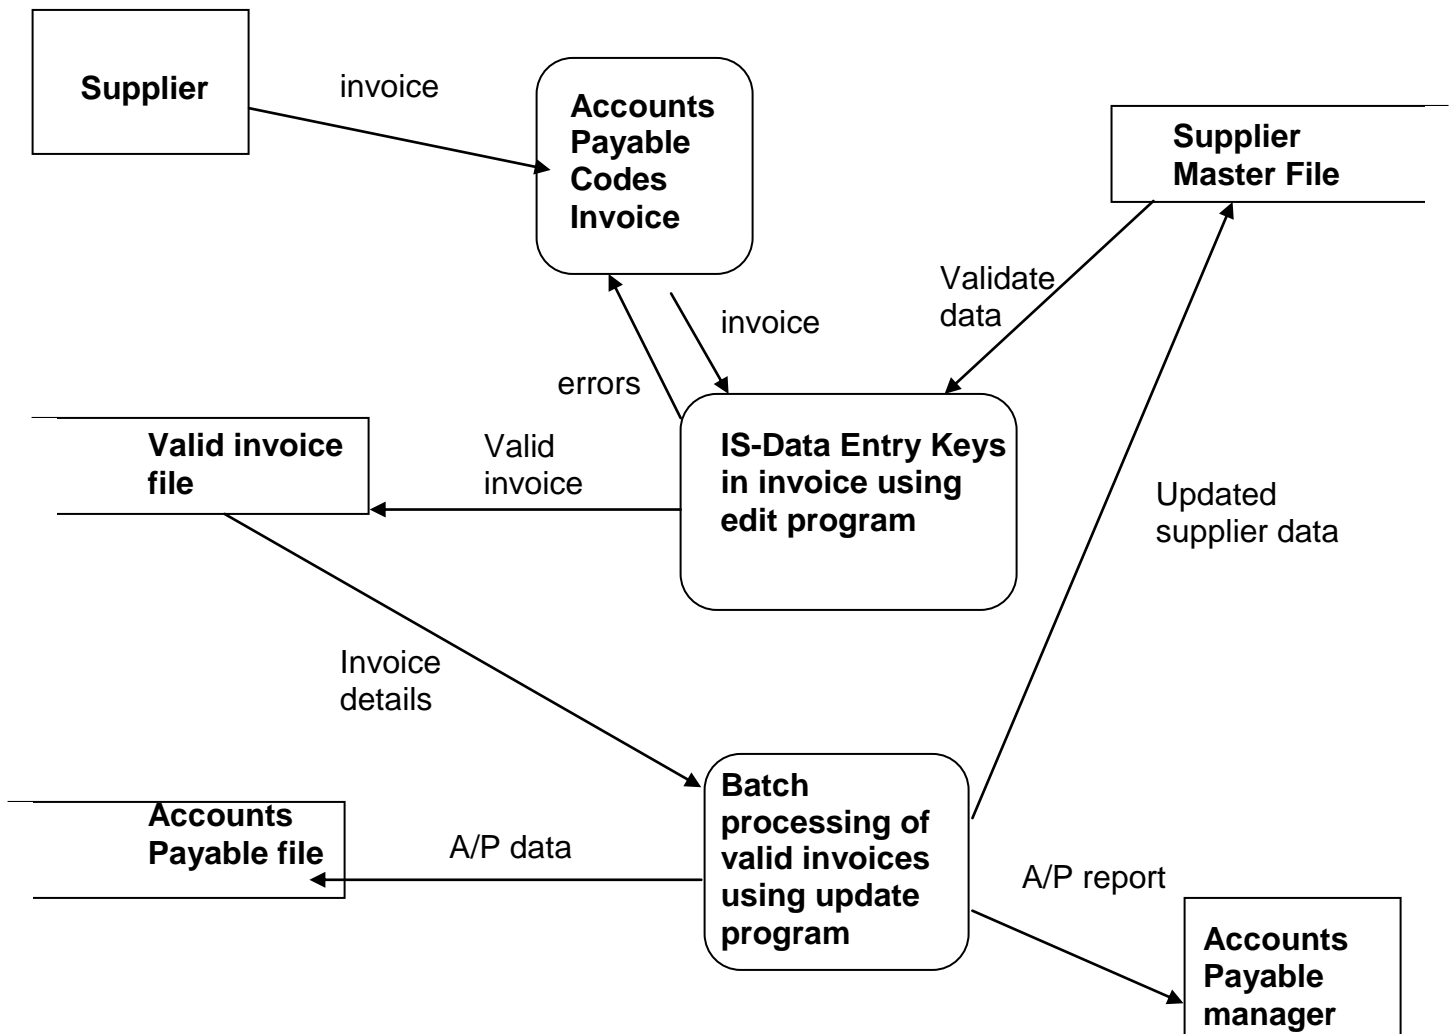 Supplier
invoice
Accounts
Payable
Codes
Invoice
Supplier
Master File
Validate
data
invoice
errors
Valid invoice
file
Valid
invoice
IS-Data Entry Keys
in invoice using
edit program
Updated
supplier data
Invoice
details
Batch
processing of
valid invoices
using update
program
Accounts
Payable file
A/P data
A/P report
Accounts
Payable
manager